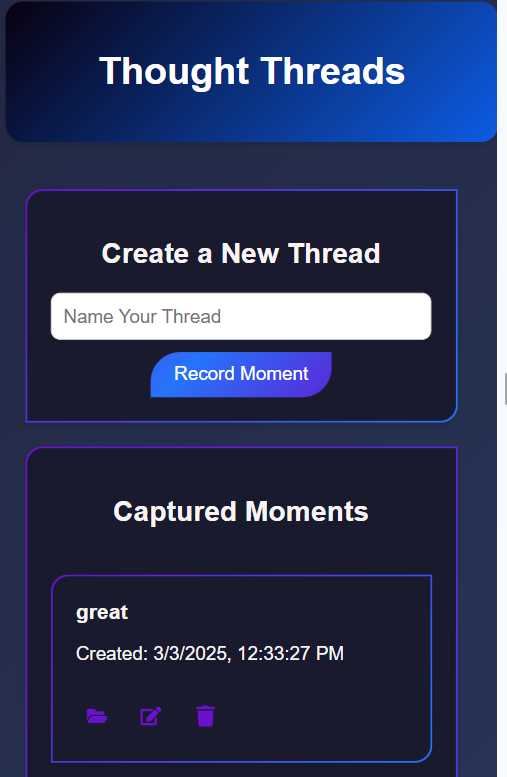 Thought Threads
Create a New Thread
Name Your Thread
Record Moment
Captured Moments
great
Created: 3/3/2025, 12:33:27 PM